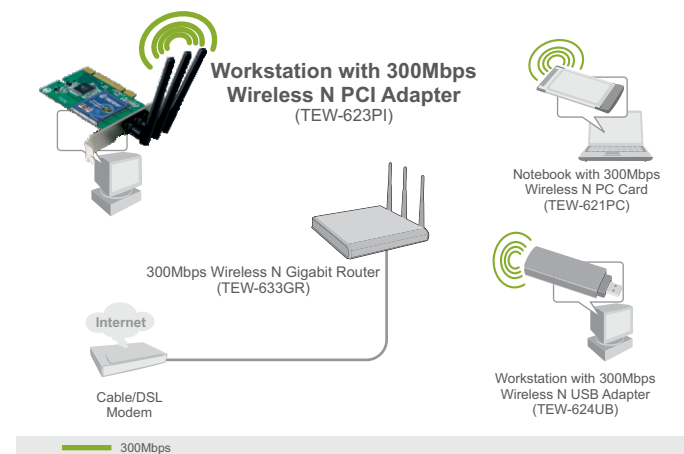 Workstation with 300Mbps
Wireless N PCI Adapter
(TEW-623PI)
Notebook with 300Mbps
Wireless N PC Card
(TEW-621PC)
300Mbps Wireless N Gigabit Router
(TEW-633GR)
Internet
Cable/DSL
Modem
Workstation with 300Mbps
Wireless N USB Adapter
(TEW-624UB)
300Mbps